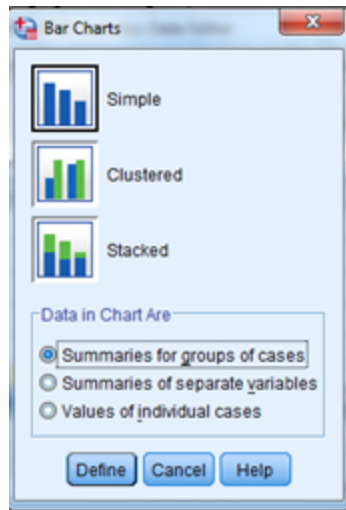 Bar Charts
Simple
Clustered
Stacked
Data in Chart Are
Summaries for groups of cases
Summaries of separate variables
Values of individual cases
Define Cancel Help